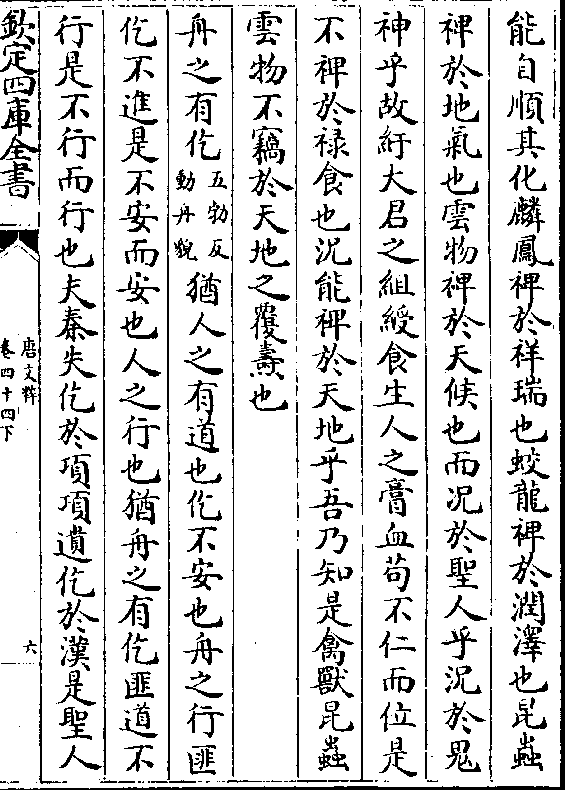 能自順其化麟鳳裨於祥瑞也蛟龍裨於潤澤也昆蟲
裨於地氣也雲物裨於天候也而况於聖人乎況於鬼
神乎故紆大君之組綬食生人之膏血苟不仁而位是
不裨於禄食也况能裨於天地乎吾乃知是禽獸昆蟲
雲物不竊於天地之覆燾也
舟之有仡五勃反動舟貌猶人之有道也仡不安也舟之行匪
仡不進是不安而安也人之行也猶舟之有仡匪道不
行是不行而行也夫秦失仡於項項遺仡於漢是聖人
欽定四庫全書
唐文粹
卷四十四下
六